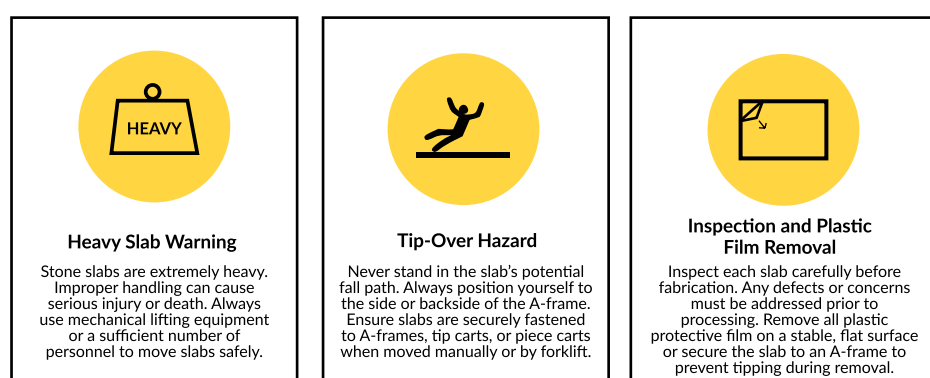 HEAVY
Heavy Slab Warning
Stone slabs are extremely heavy.
Improper handling can cause
serious injury or death. Always
use mechanical lifting equipment
or a sufficient number of
personnel to move slabs safely.
Tip-Over Hazard
Never stand in the slab's potential
fall path. Always position yourself to
the side or backside of the A-frame.
Ensure slabs are securely fastened
to A-frames, tip carts, or piece carts
when moved manually or by forklift.
Inspection and Plastic
Film Removal
Inspect each slab carefully before
fabrication. Any defects or concerns
must be addressed prior to
processing. Remove all plastic
protective film on a stable, flat surface
or secure the slab to an A-frame to
prevent tipping during removal.